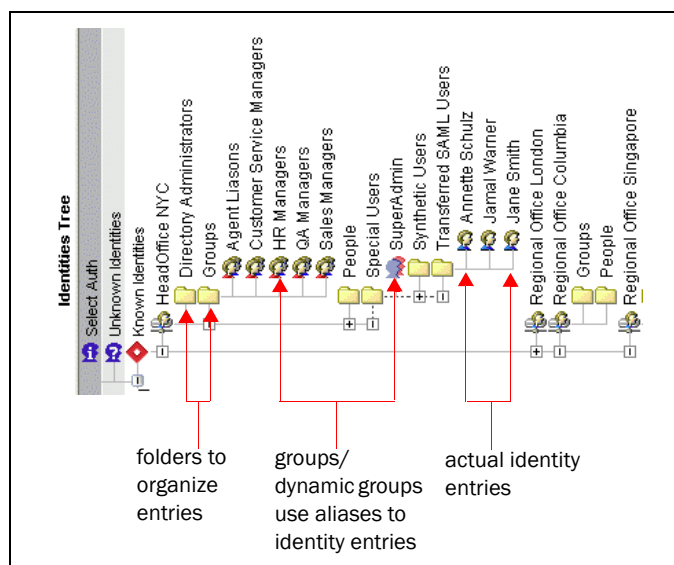 Identities Tree
Select Auth
Unknown Identities
Known Identities
HeadOffice NYC
Directory Administrators
Groups
Agent Liasons
Customer Service Managers
HR Managers
QA Managers
Sales Managers
People
Special Users
SuperAdmin
Synthetic Users
Transferred SAML Users
Annette Schulz
Jamal Warner
Jane Smith
Regional Office London
Regional Office Columbia
Groups
People
Regional Office Singapore
folders to
organize
entries
groups/
dynamic groups
use aliases to
identity entries
actual identity
entries